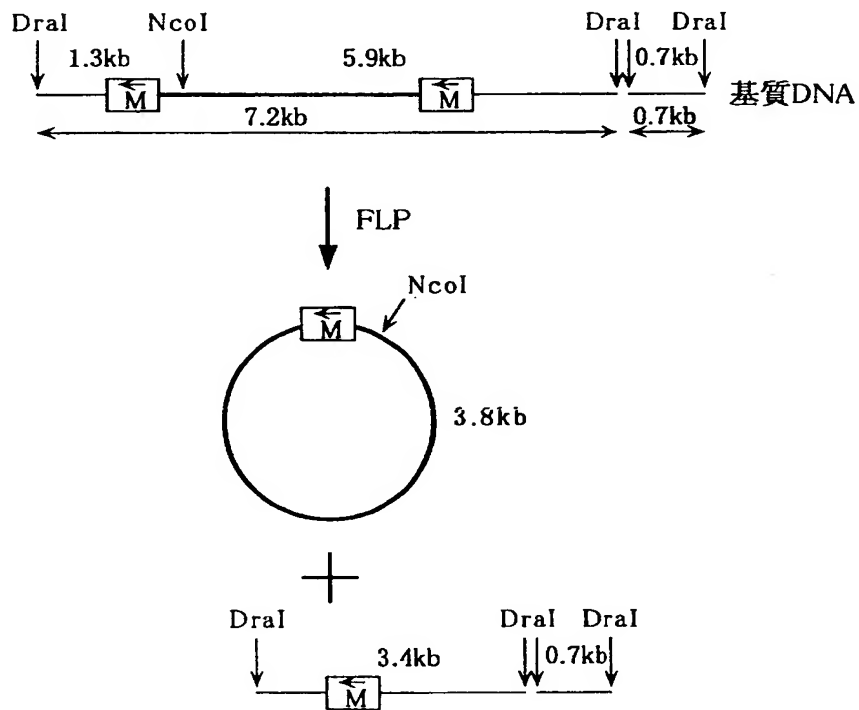 DraI NcoI DraI DraI
1.3kb 5.9kb 0.7kb
M M 基質DNA
7.2kb 0.7kb
FLP
NcoI
M
3.8kb
DraI DraI DraI
3.4kb 0.7kb
M